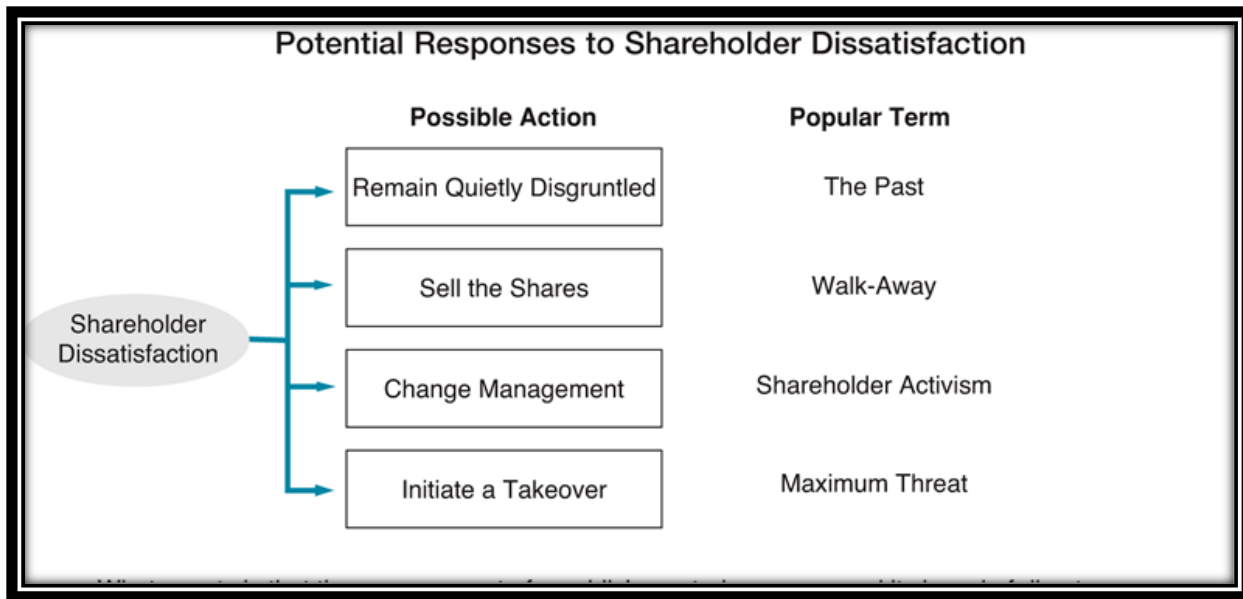 Potential Responses to Shareholder Dissatisfaction
Possible Action Popular Term
Remain Quietly Disgruntled The Past
Sell the Shares Walk-Away
Shareholder
Dissatisfaction
Change Management Shareholder Activism
Initiate a Takeover Maximum Threat